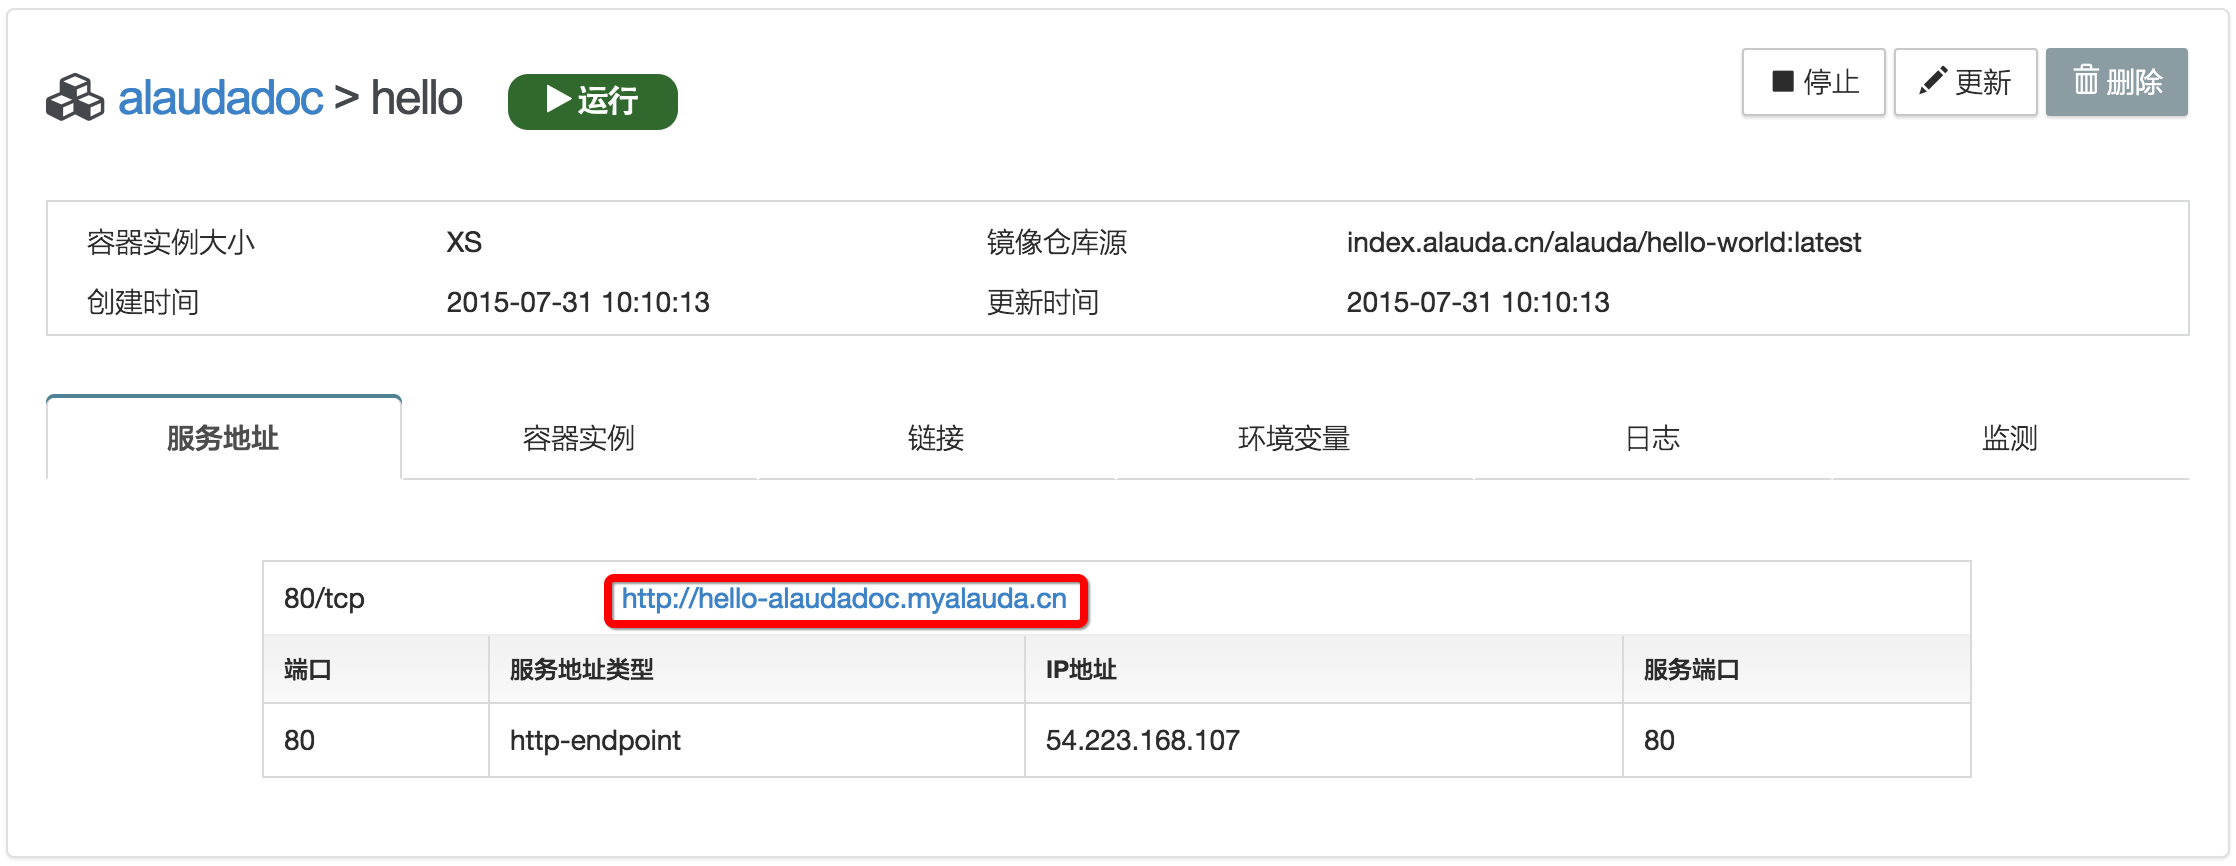 alaudadoc > hello 运行 停止 更新 删除
容器实例大小 XS 镜像仓库源 index.alauda.cn/alauda/hello-world:latest
创建时间 2015-07-31 10:10:13 更新时间 2015-07-31 10:10:13
服务地址 容器实例 链接 环境变量 日志 监测
80/tcp http://hello-alaudadoc.myalauda.cn
端口 服务地址类型 IP地址 服务端口
80 http-endpoint 54.223.168.107 80